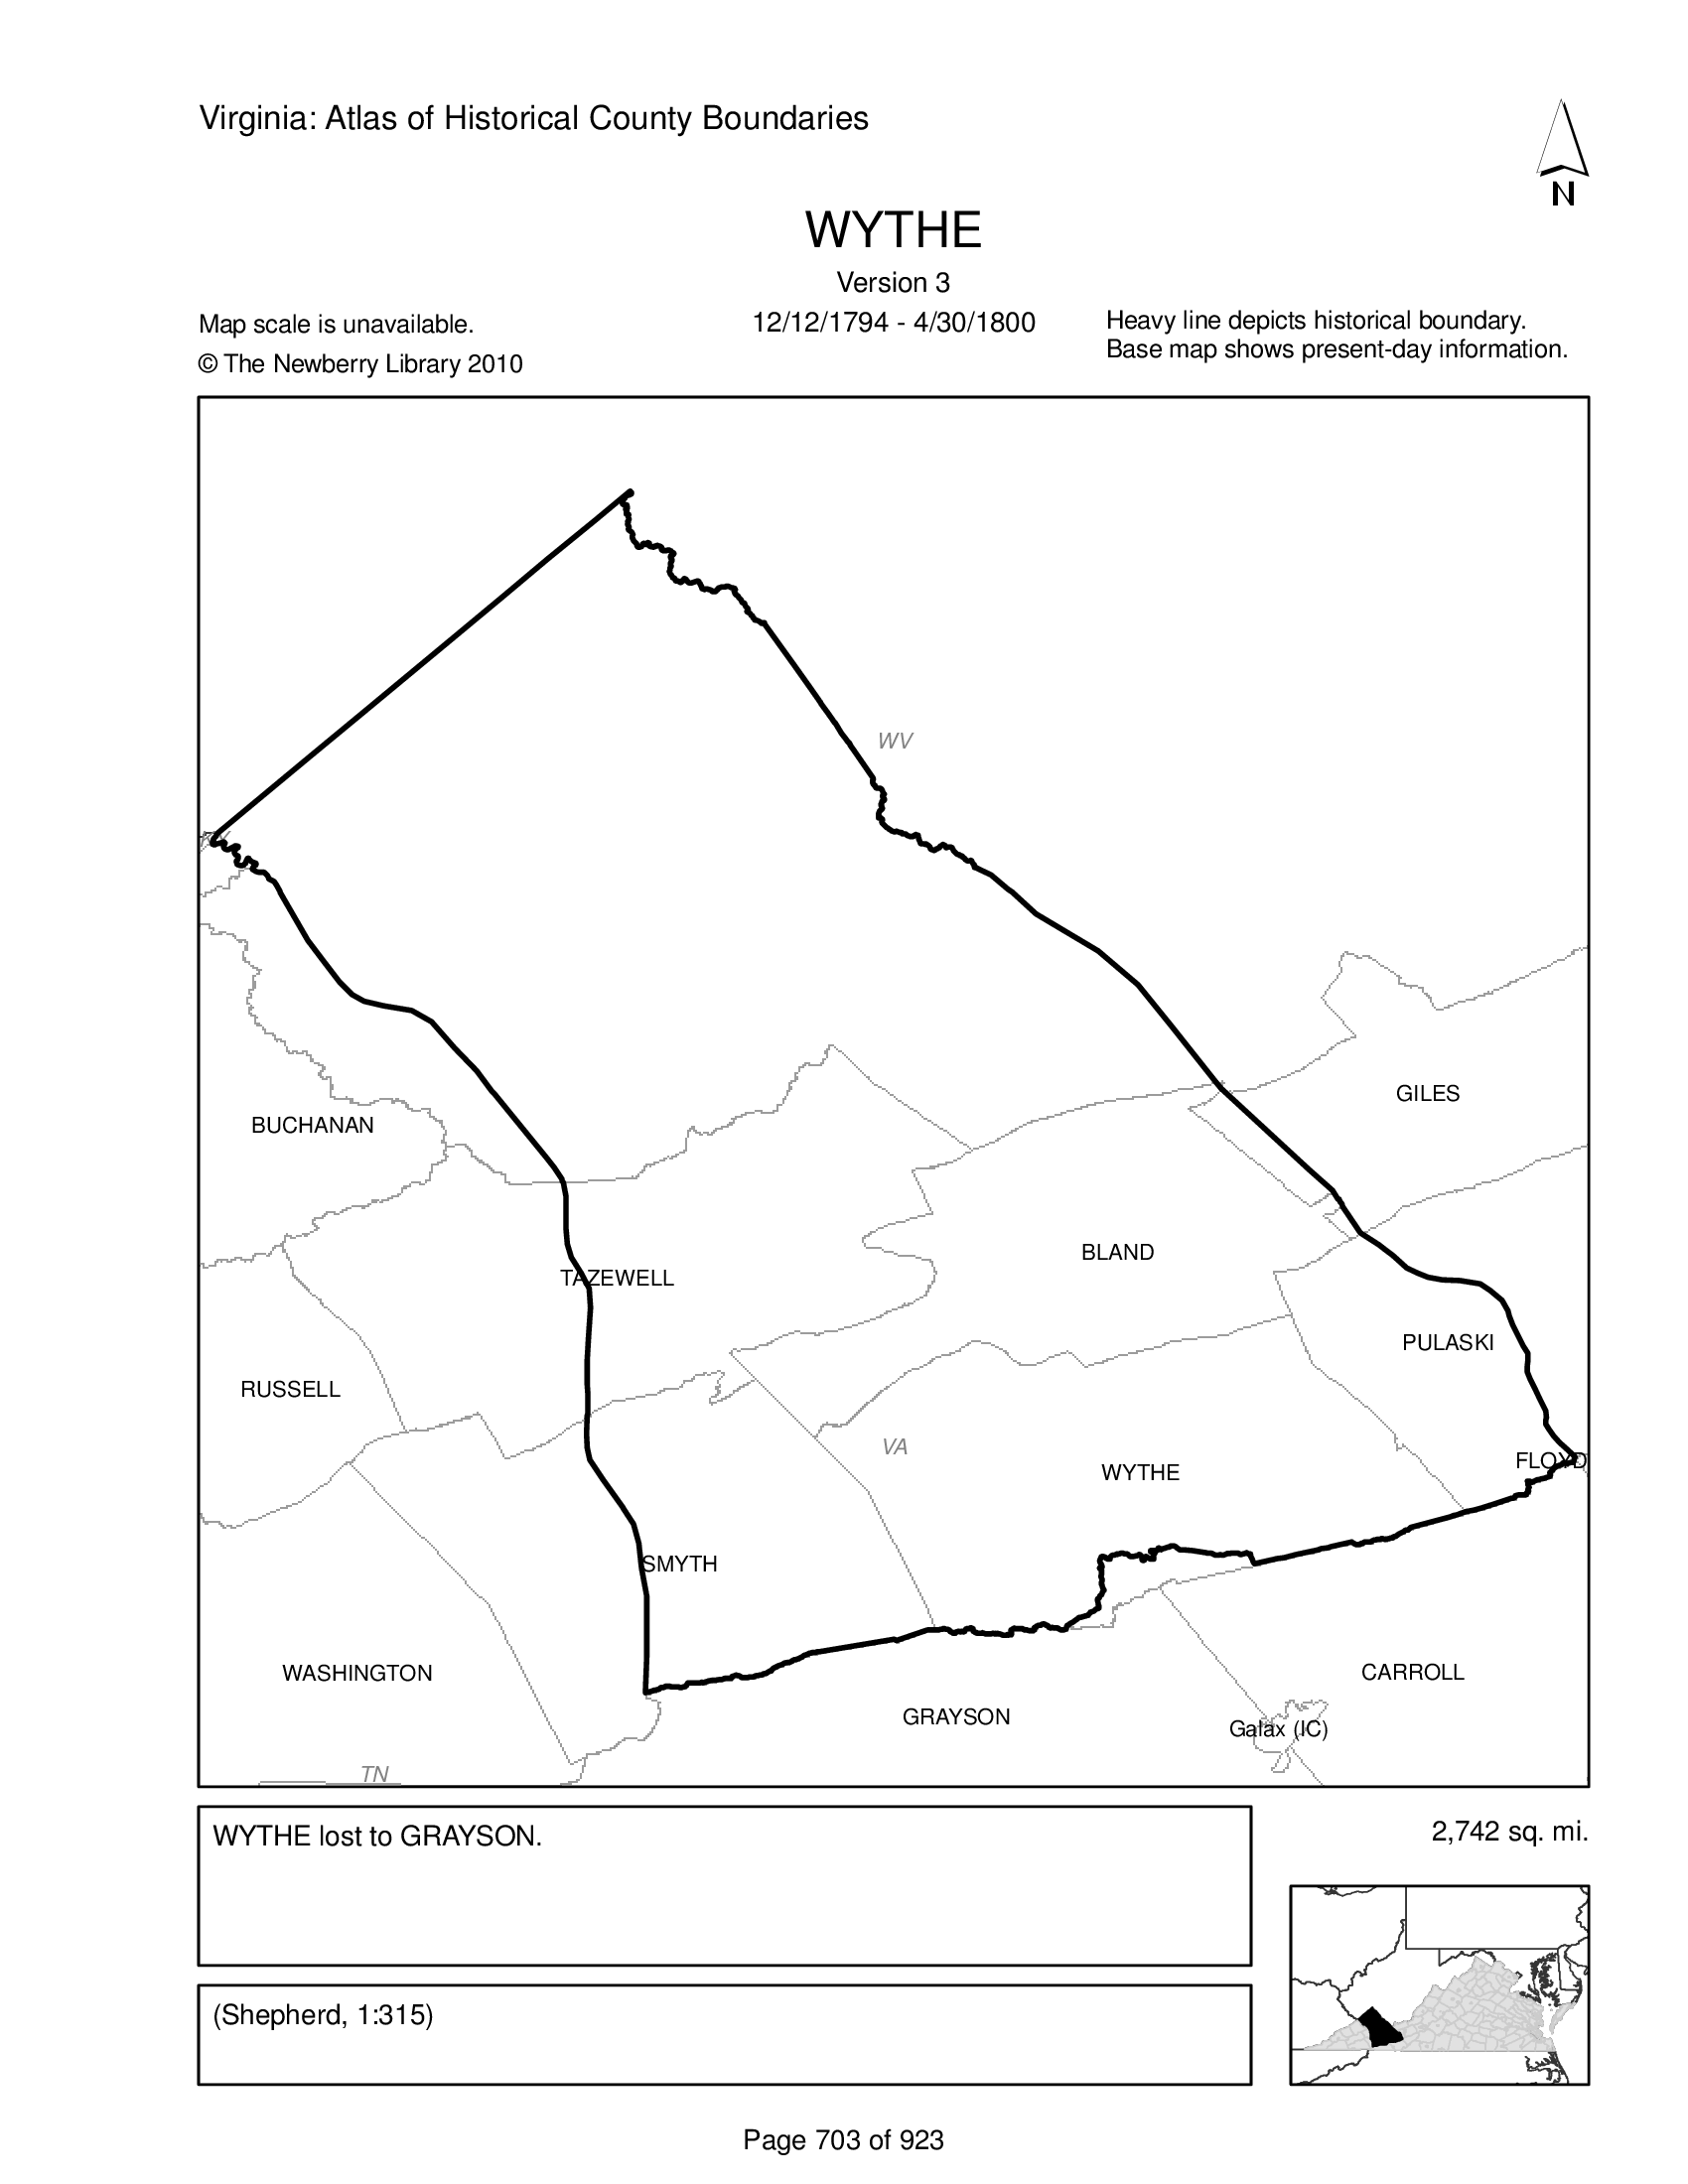 Virginia: Atlas of Historical County Boundaries
N
WYTHE
Version 3
12/12/1794 - 4/30/1800
Map scale is unavailable.
© The Newberry Library 2010
Heavy line depicts historical boundary.
Base map shows present-day information.
WV
KY
GILES
BUCHANAN
BLAND
TAZEWELL
PULASKI
RUSSELL
VA
FLOYD
WYTHE
SMYTH
WASHINGTON
CARROLL
GRAYSON
Galax (IC)
TN
WYTHE lost to GRAYSON.
2,742 sq. mi.
(Shepherd, 1:315)
Page 703 of 923